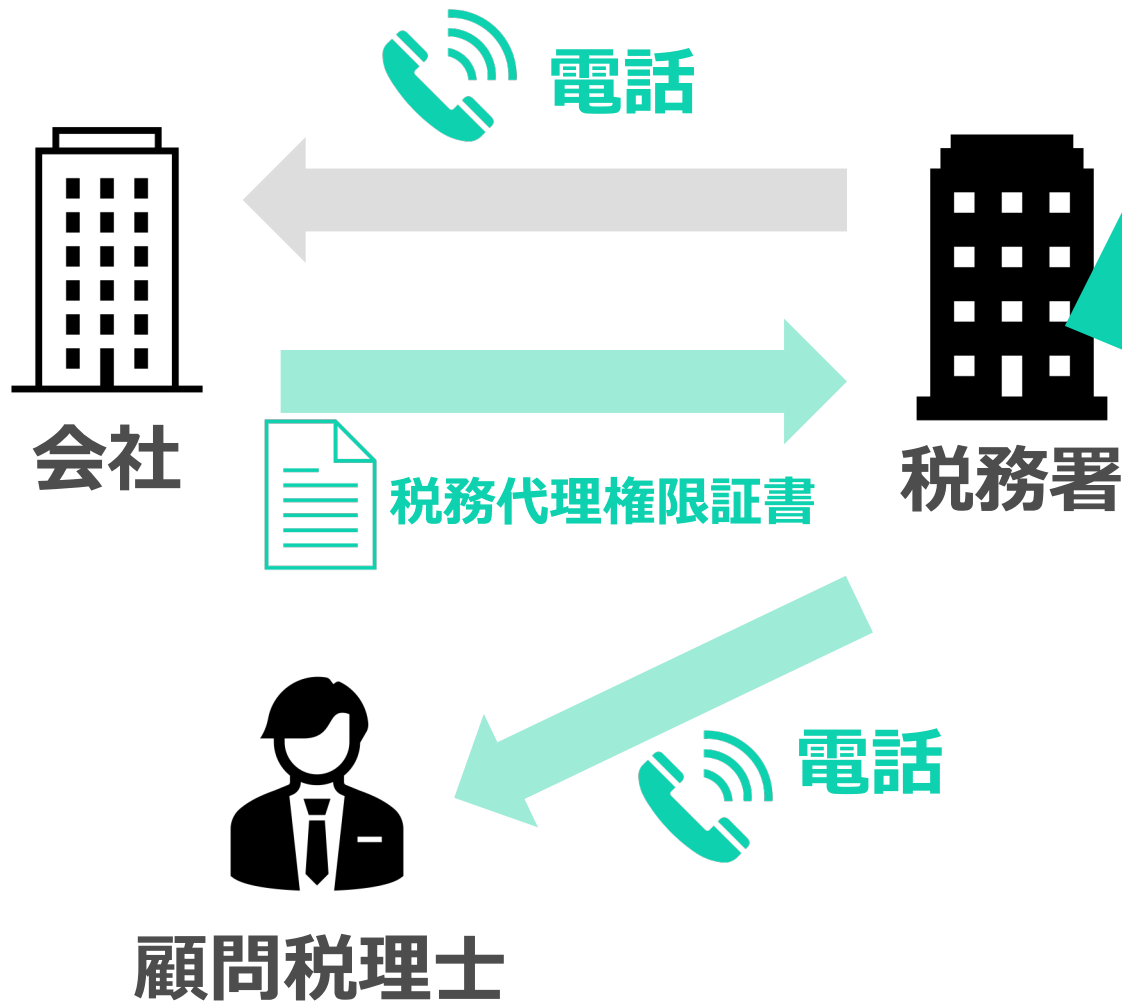 電話
会社
税務署
税務代理権限証書
電話
顧問税理士